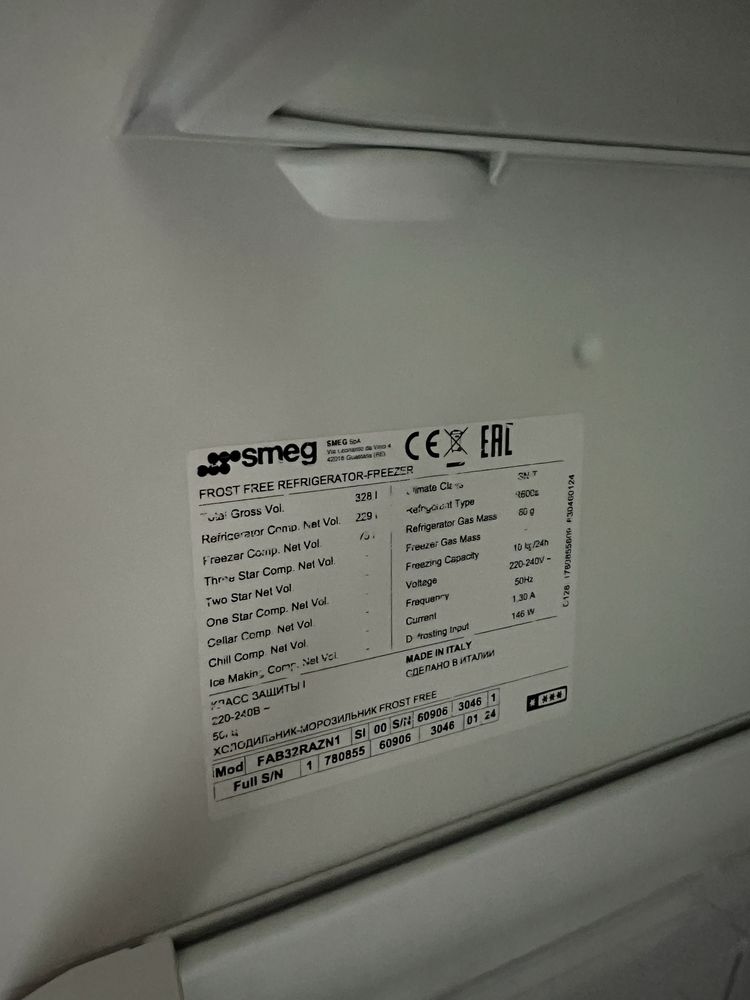 smeg
SMEG SpA
Via Leonardo da Vinci 4
42016 Guastalla (RE)
CE EAC
FROST FREE REFRIGERATOR-FREEZER
Total Gross Vol. 328 l
Refrigerator Comp. Net Vol. 229 l
Freezer Comp. Net Vol.
Three Star Comp. Net Vol. -
Two Star Net Vol -
One Star Comp. Net Vol. -
Cellar Comp. Net Vol. -
Chill Comp. Net Vol. -
Ice Making Comp. Net Vol. -
Climate Class SN-T
Refrigerant Type R600a
Refrigerator Gas Mass 60 g
Freezer Gas Mass -
Freezing Capacity 10 kg/24h
Voltage 220-240V ~
Frequency 50Hz
Current 1.30 A
Defrosting Input 146 W
MADE IN ITALY
СДЕЛАНО В ИТАЛИИ
КЛАСС ЗАЩИТЫ I
220-240В ~
ХОЛОДИЛЬНИК-МОРОЗИЛЬНИК FROST FREE
Mod FAB32RAZN1 SI 00 S/N 60906 3046 1
Full S/N 1 780855 60906 3046 01 24